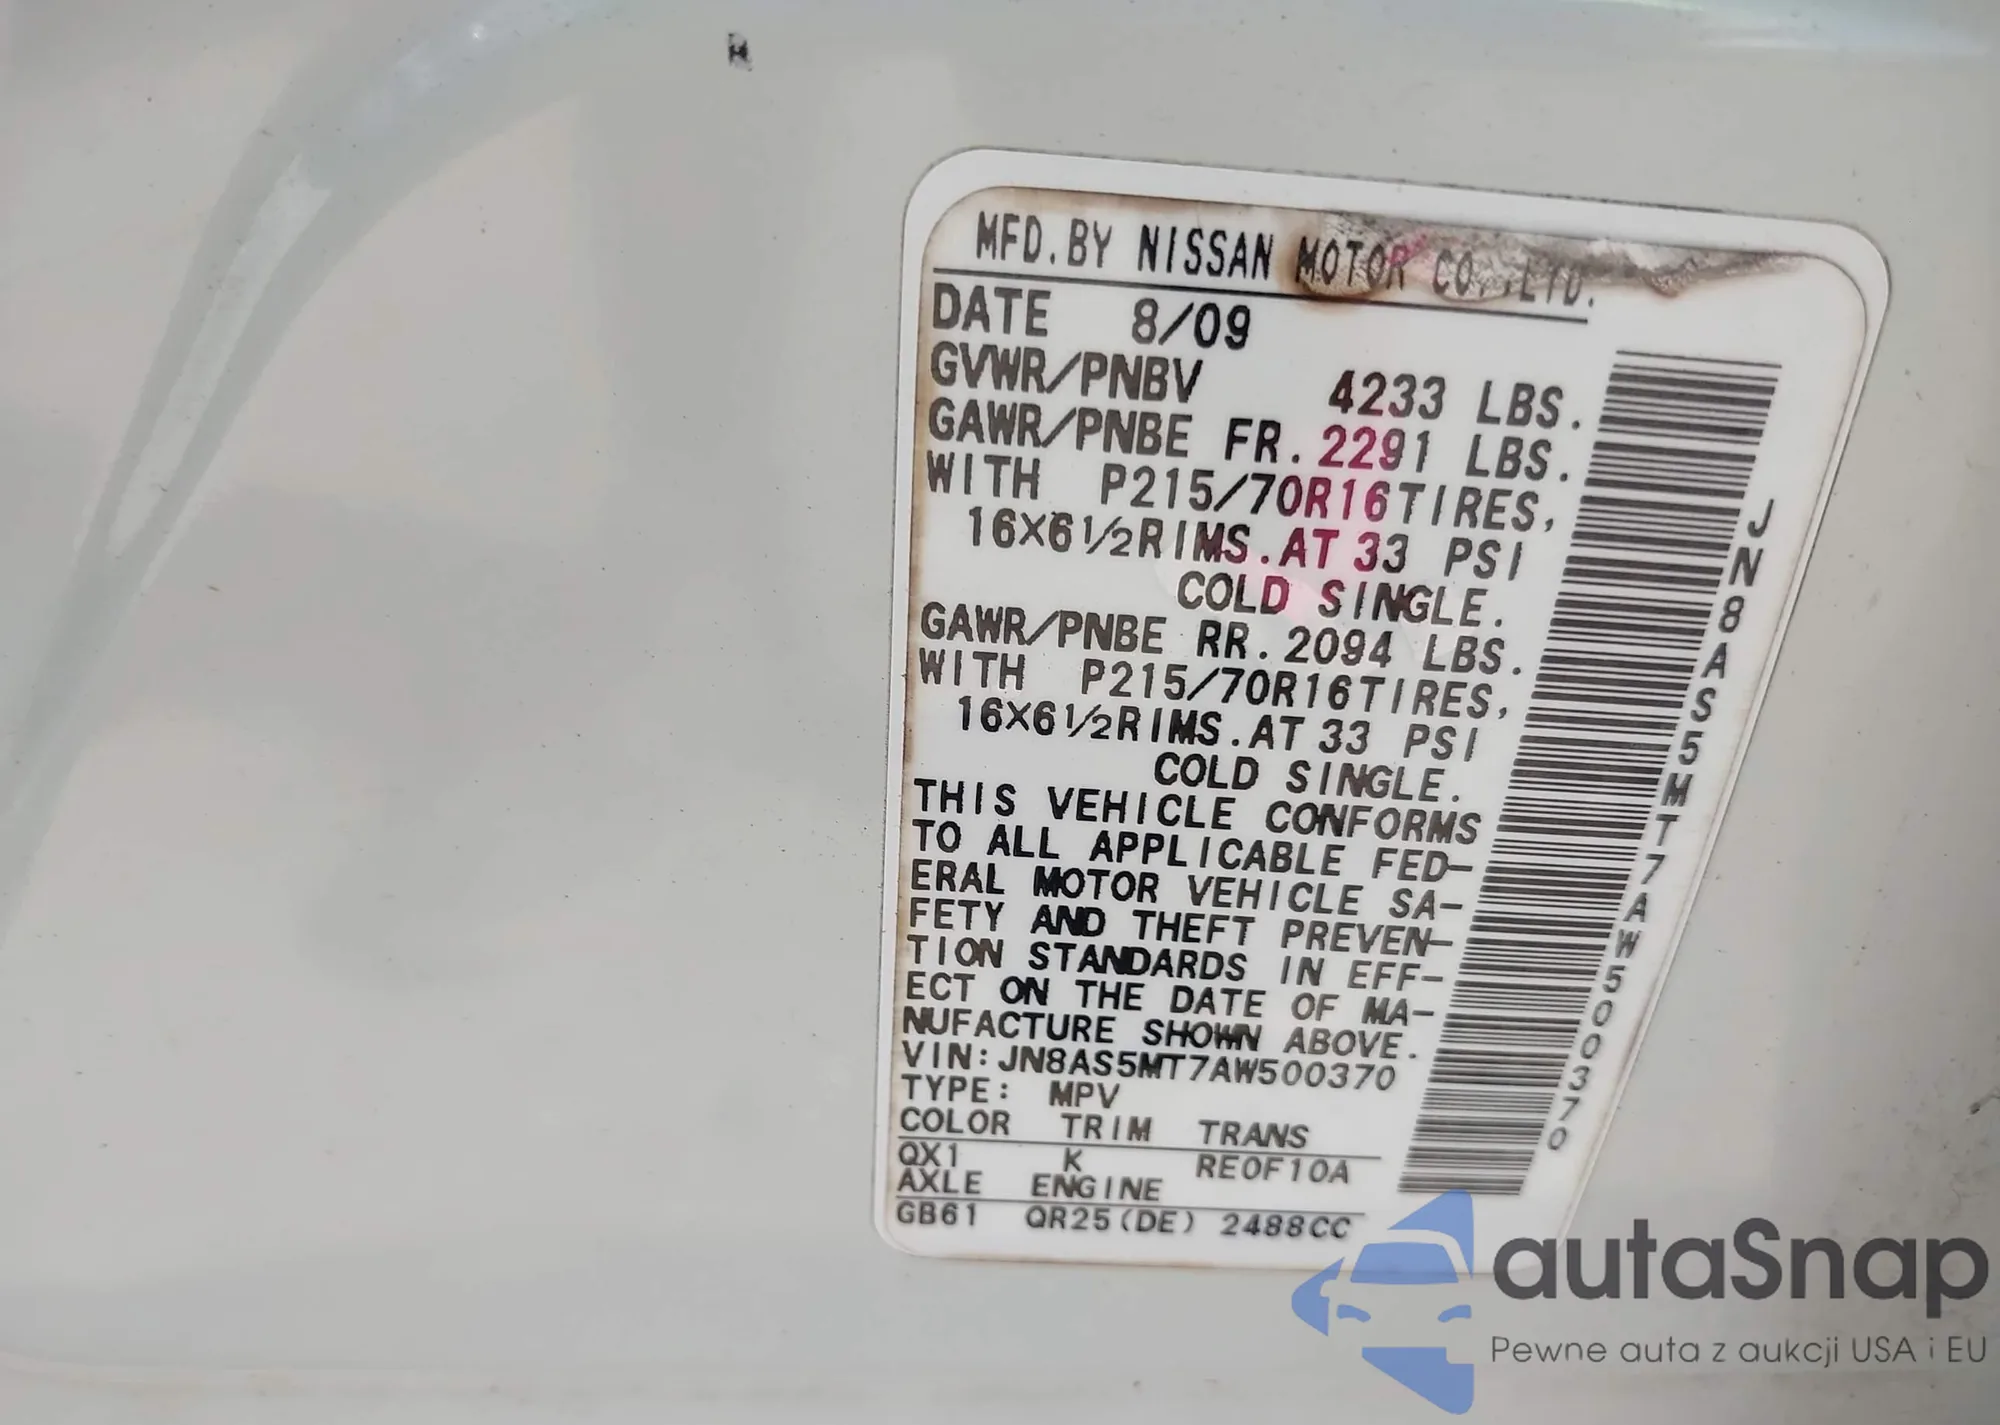 MFD.BY NISSAN MOTOR CO.,LTD.
DATE 8/09
GVWR/PNBV 4233 LBS.
GAWR/PNBE FR. 2291 LBS.
WITH P215/70R16TIRES,
16X6½RIMS.AT 33 PSI
COLD SINGLE.
GAWR/PNBE RR. 2094 LBS.
WITH P215/70R16TIRES,
16X6½RIMS.AT 33 PSI
COLD SINGLE.
THIS VEHICLE CONFORMS
TO ALL APPLICABLE FED-
ERAL MOTOR VEHICLE SA-
FETY AND THEFT PREVEN-
TION STANDARDS IN EFF-
ECT ON THE DATE OF MA-
NUFACTURE SHOWN ABOVE.
VIN:JN8AS5MT7AW500370
TYPE: MPV
COLOR TRIM TRANS
QX1 K RE0F10A
AXLE ENGINE
GB61 QR25(DE) 2488CC
JN8AS5MT7AW500370
autaSnap
Pewne auta z aukcji USA i EU